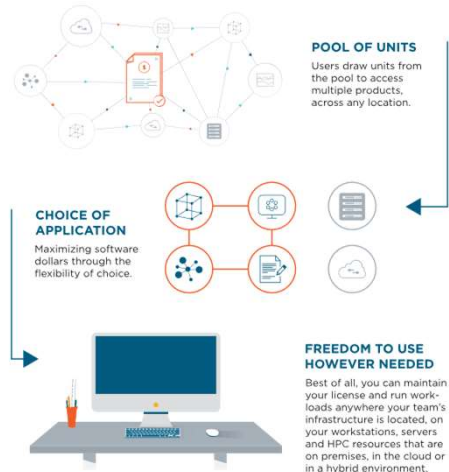 POOL OF UNITS
Users draw units from
the pool to access
multiple products,
across any location.
CHOICE OF
APPLICATION
Maximizing software
dollars through the
flexibility of choice.
FREEDOM TO USE
HOWEVER NEEDED
Best of all, you can maintain
your license and run work-
loads anywhere your team's
infrastructure is located, on
your workstations, servers
and HPC resources that are
on premises, in the cloud or
in a hybrid environment.